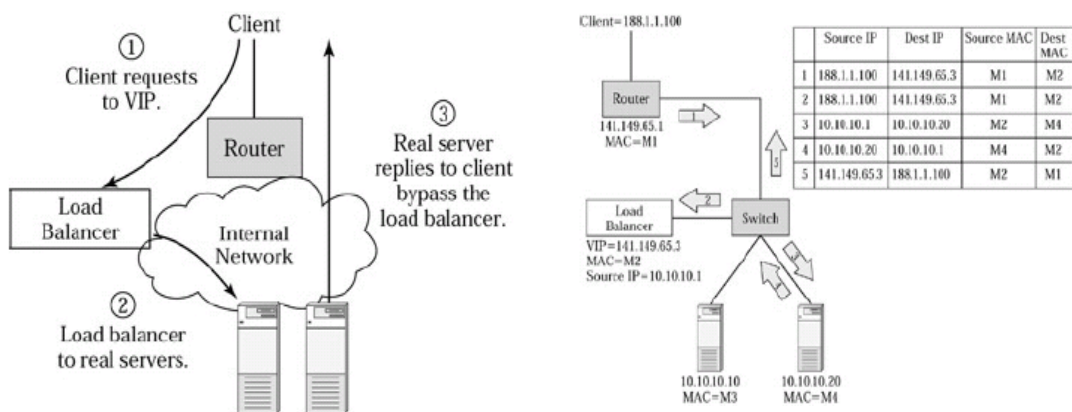 Client
①
Client requests
to VIP.
Router
③
Real server
replies to client
bypass the
load balancer.
Load
Balancer
Internal
Network
②
Load balancer
to real servers.
Client=188.1.1.100
Router
141.149.65.1
MAC=M1
1
5
2
Load
Balancer
Switch
VIP=141.149.65.3
MAC=M2
Source IP=10.10.10.1
3
4
10.10.10.10
MAC=M3
10.10.10.20
MAC=M4
Source IP Dest IP Source MAC Dest MAC
1 188.1.1.100 141.149.65.3 M1 M2
2 188.1.1.100 141.149.65.3 M1 M2
3 10.10.10.1 10.10.10.20 M2 M4
4 10.10.10.20 10.10.10.1 M4 M2
5 141.149.65.3 188.1.1.100 M2 M1